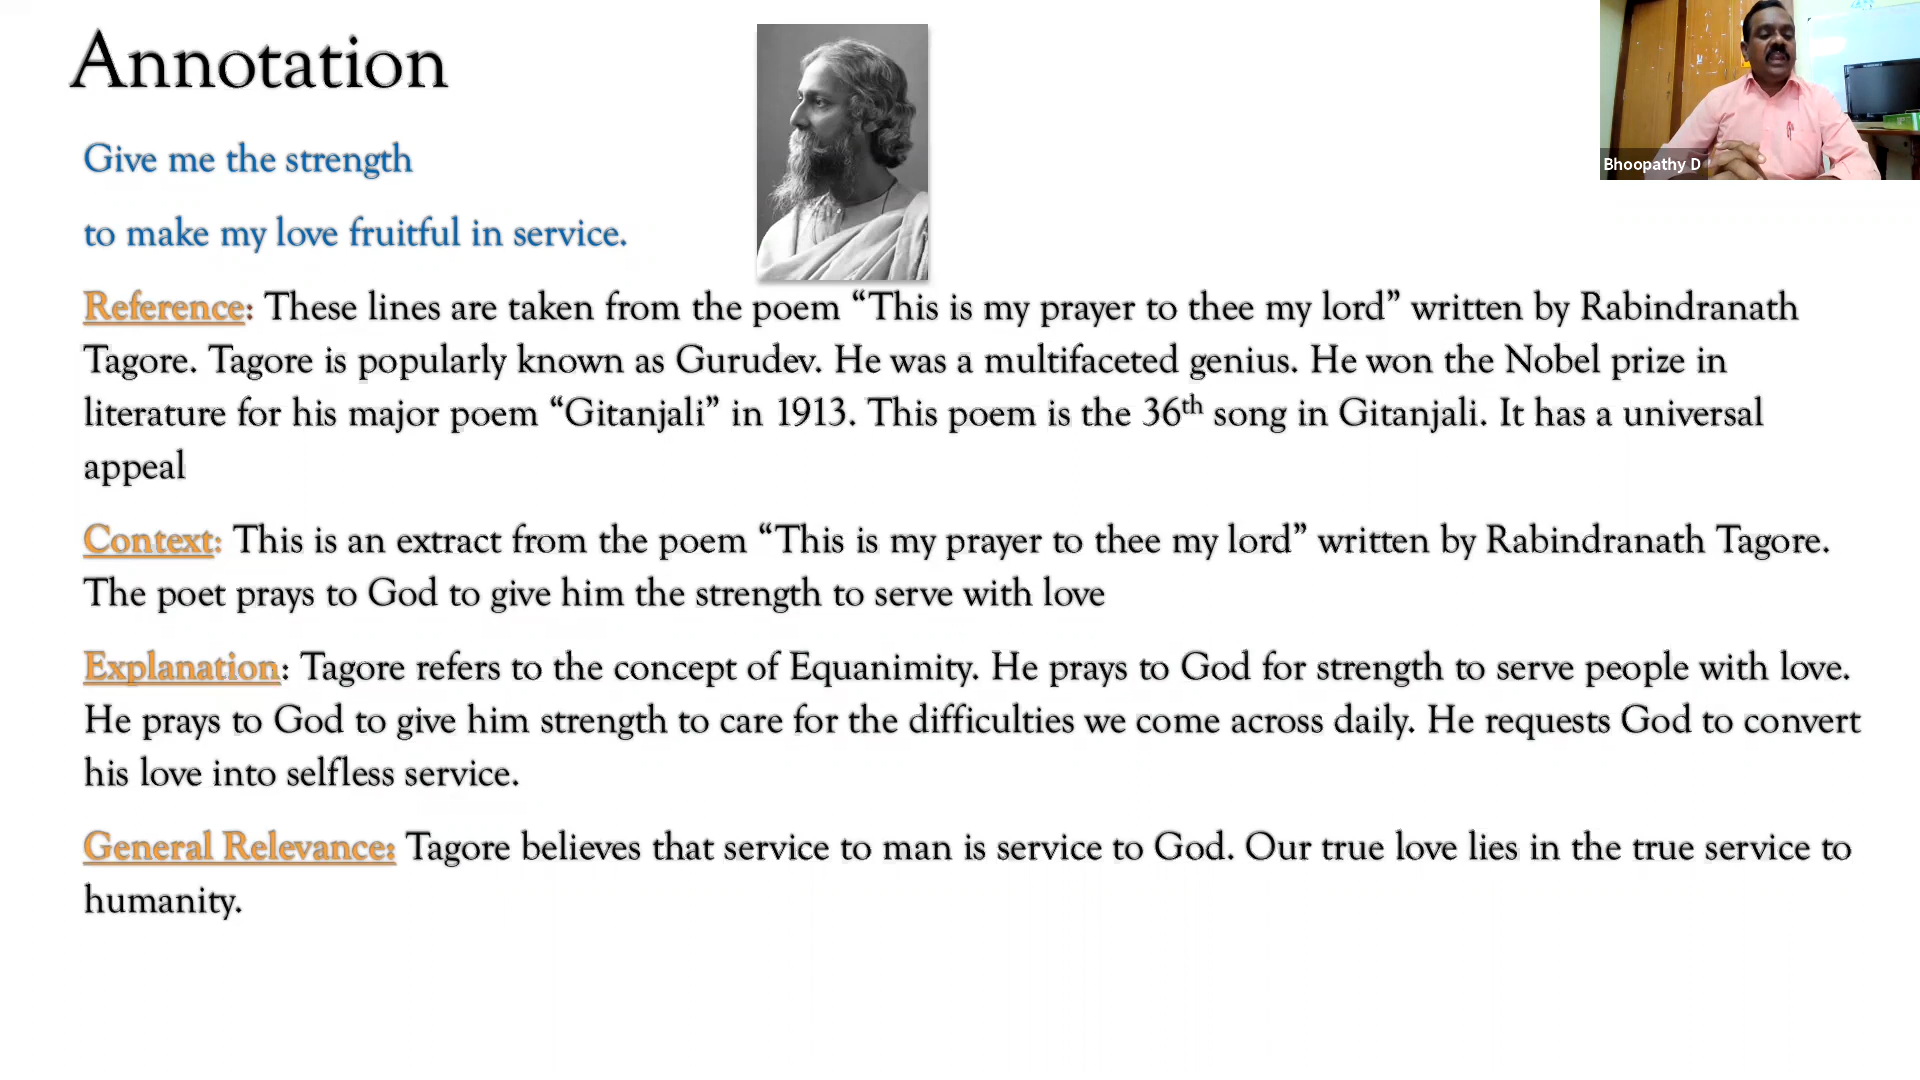 Annotation
Give me the strength
to make my love fruitful in service.
Reference: These lines are taken from the poem “This is my prayer to thee my lord” written by Rabindranath
Tagore. Tagore is popularly known as Gurudev. He was a multifaceted genius. He won the Nobel prize in
literature for his major poem “Gitanjali” in 1913. This poem is the 36th song in Gitanjali. It has a universal
appeal
Context: This is an extract from the poem “This is my prayer to thee my lord” written by Rabindranath Tagore.
The poet prays to God to give him the strength to serve with love
Explanation: Tagore refers to the concept of Equanimity. He prays to God for strength to serve people with love.
He prays to God to give him strength to care for the difficulties we come across daily. He requests God to convert
his love into selfless service.
General Relevance: Tagore believes that service to man is service to God. Our true love lies in the true service to
humanity.
Bhoopathy D